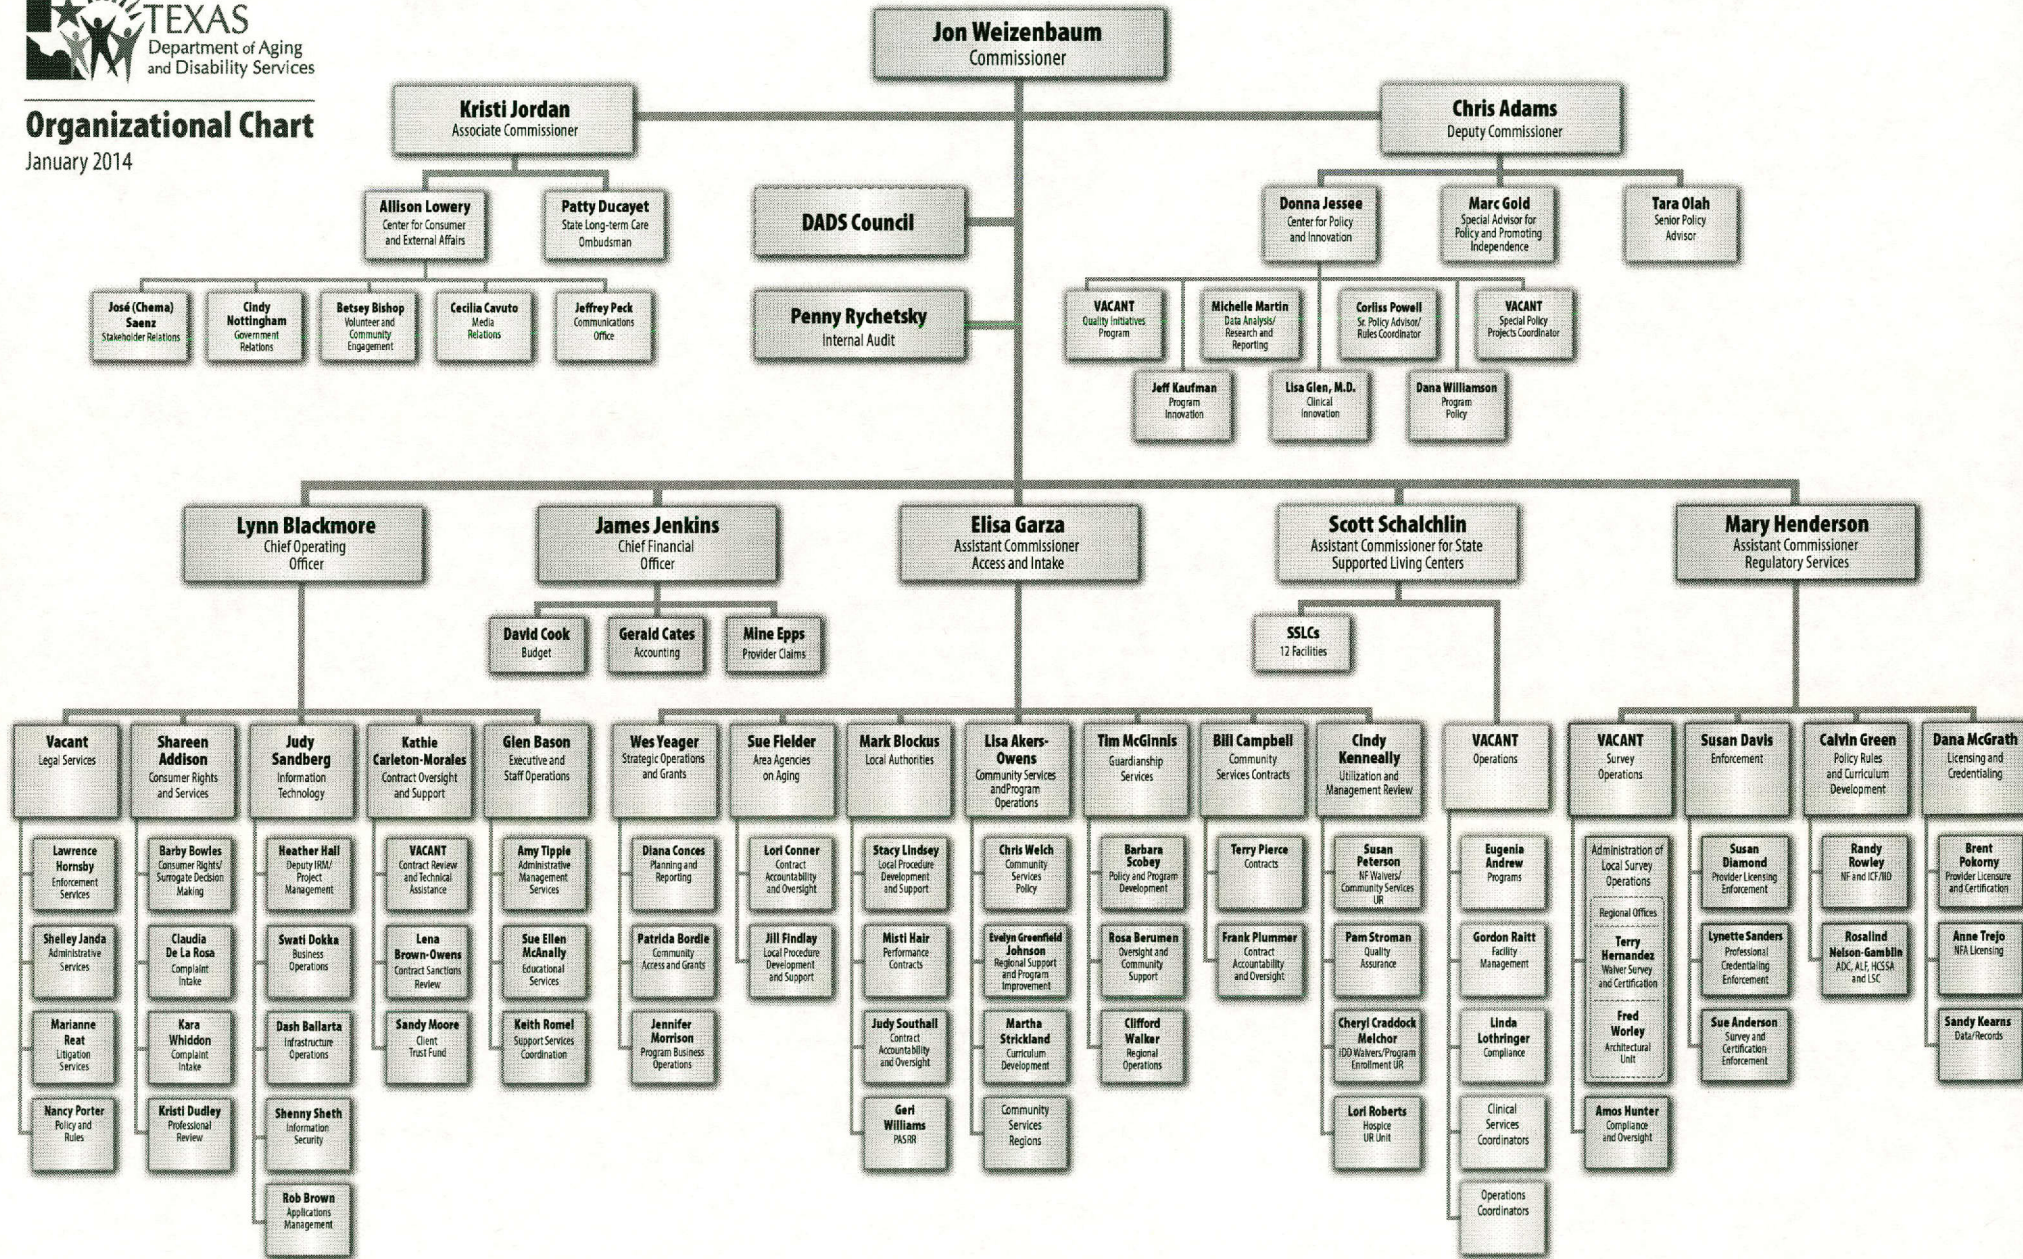 TEXAS
Department of Aging
and Disability Services
Organizational Chart
January 2014
Jon Weizenbaum
Commissioner
Kristi Jordan
Associate Commissioner
Chris Adams
Deputy Commissioner
Allison Lowery
Center for Consumer
and External Affairs
Patty Ducayet
State Long-term Care
Ombudsman
DADS Council
Donna Jessee
Center for Policy
and Innovation
Marc Gold
Special Advisor for
Policy and Promoting
Independence
Tara Olah
Senior Policy
Advisor
José (Chema)
Saenz
Stakeholder Relations
Cindy
Nottingham
Government
Relations
Betsey Bishop
Volunteer and
Community
Engagement
Cecilia Cavuto
Media
Relations
Jeffrey Peck
Communications
Office
Penny Rychetsky
Internal Audit
VACANT
Quality Initiatives
Program
Michelle Martin
Data Analysis/
Research and
Reporting
Corliss Powell
Sr. Policy Advisor/
Rules Coordinator
VACANT
Special Policy
Projects Coordinator
Jeff Kaufman
Program
Innovation
Lisa Glen, M.D.
Clinical
Innovation
Dana Williamson
Program
Policy
Lynn Blackmore
Chief Operating
Officer
James Jenkins
Chief Financial
Officer
Elisa Garza
Assistant Commissioner
Access and Intake
Scott Schalchlin
Assistant Commissioner for State
Supported Living Centers
Mary Henderson
Assistant Commissioner
Regulatory Services
David Cook
Budget
Gerald Cates
Accounting
Mine Epps
Provider Claims
SSLCs
12 Facilities
Vacant
Legal Services
Shareen
Addison
Consumer Rights
and Services
Judy
Sandberg
Information
Technology
Kathie
Carleton-Morales
Contract Oversight
and Support
Glen Bason
Executive and
Staff Operations
Wes Yeager
Strategic Operations
and Grants
Sue Fielder
Area Agencies
on Aging
Mark Blockus
Local Authorities
Lisa Akers-
Owens
Community Services
andProgram
Operations
Tim McGinnis
Guardianship
Services
Bill Campbell
Community
Services Contracts
Cindy
Kenneally
Utilization and
Management Review
VACANT
Operations
VACANT
Survey
Operations
Susan Davis
Enforcement
Calvin Green
Policy Rules
and Curriculum
Development
Dana McGrath
Licensing and
Credentialing
Lawrence
Hornsby
Enforcement
Services
Shelley Janda
Administrative
Services
Marianne
Reat
Litigation
Services
Nancy Porter
Policy and
Rules
Barby Bowles
Consumer Rights/
Surrogate Decision
Making
Claudia
De La Rosa
Complaint
Intake
Kara
Whiddon
Complaint
Intake
Kristi Dudley
Professional
Review
Heather Hall
Deputy IRM/
Project
Management
Swati Dokka
Business
Operations
Dash Ballarta
Infrastructure
Operations
Shenny Sheth
Information
Security
Rob Brown
Applications
Management
VACANT
Contract Review
and Technical
Assistance
Lena
Brown-Owens
Contract Sanctions
Review
Sandy Moore
Client
Trust Fund
Amy Tippie
Administrative
Management
Services
Sue Ellen
McAnally
Educational
Services
Keith Romel
Support Services
Coordination
Diana Conces
Planning and
Reporting
Patricia Bordie
Community
Access and Grants
Jennifer
Morrison
Program Business
Operations
Lori Conner
Contract
Accountability
and Oversight
Jill Findlay
Local Procedure
Development
and Support
Stacy Lindsey
Local Procedure
Development
and Support
Misti Hair
Performance
Contracts
Judy Southall
Contract
Accountability
and Oversight
Geri
Williams
PASRR
Chris Welch
Community
Services
Policy
Evelyn Greenfield
Johnson
Regional Support
and Program
Improvement
Martha
Strickland
Curriculum
Development
Community
Services
Regions
Barbara
Scobey
Policy and Program
Development
Rosa Berumen
Oversight and
Community
Support
Clifford
Walker
Regional
Operations
Terry Pierce
Contracts
Frank Plummer
Contract
Accountability
and Oversight
Susan
Peterson
NF Waivers/
Community Services
UR
Pam Stroman
Quality
Assurance
Cheryl Craddock
Melchor
IDD Waivers/Program
Enrollment UR
Lori Roberts
Hospice
UR Unit
Eugenia
Andrew
Programs
Gordon Raitt
Facility
Management
Linda
Lothringer
Compliance
Clinical
Services
Coordinators
Operations
Coordinators
Administration of
Local Survey
Operations
Regional Offices
Terry
Hernandez
Waiver Survey
and Certification
Fred
Worley
Architectural
Unit
Amos Hunter
Compliance
and Oversight
Susan
Diamond
Provider Licensing
Enforcement
Lynette Sanders
Professional
Credentialing
Enforcement
Sue Anderson
Survey and
Certification
Enforcement
Randy
Rowley
NF and ICF/IID
Rosalind
Nelson-Gamblin
ADC, ALF, HCSSA
and LSC
Brent
Pokorny
Provider Licensure
and Certification
Anne Trejo
NFA Licensing
Sandy Kearns
Data/Records